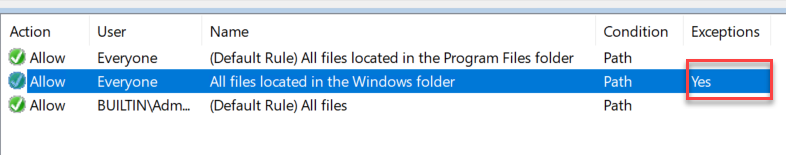 Action User Name Condition Exceptions
Allow Everyone (Default Rule) All files located in the Program Files folder Path
Allow Everyone All files located in the Windows folder Path Yes
Allow BUILTIN\Adm... (Default Rule) All files Path